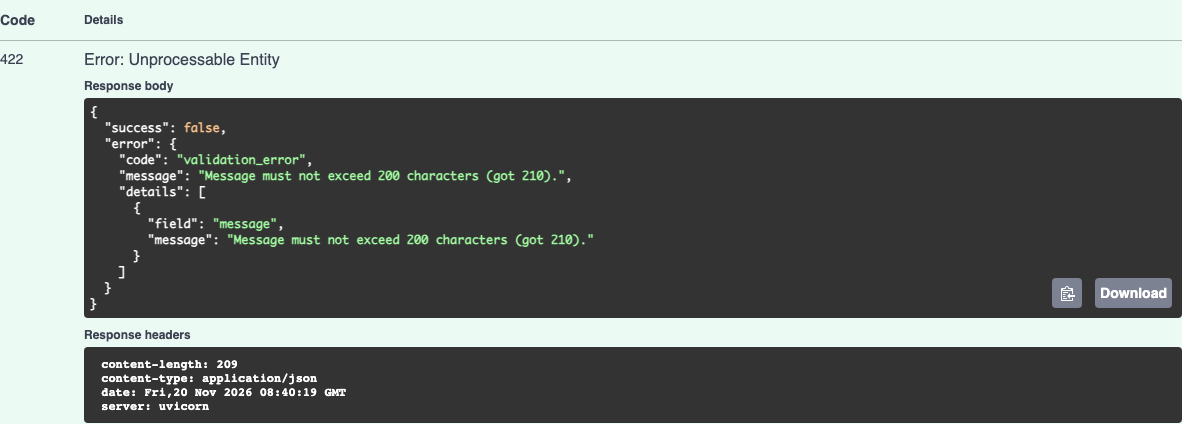 Code Details
422 Error: Unprocessable Entity
Response body
{
  "success": false,
  "error": {
    "code": "validation_error",
    "message": "Message must not exceed 200 characters (got 210).",
    "details": [
      {
        "field": "message",
        "message": "Message must not exceed 200 characters (got 210)."
      }
    ]
  }
}
Download
Response headers
content-length: 209
content-type: application/json
date: Fri,20 Nov 2026 08:40:19 GMT
server: uvicorn